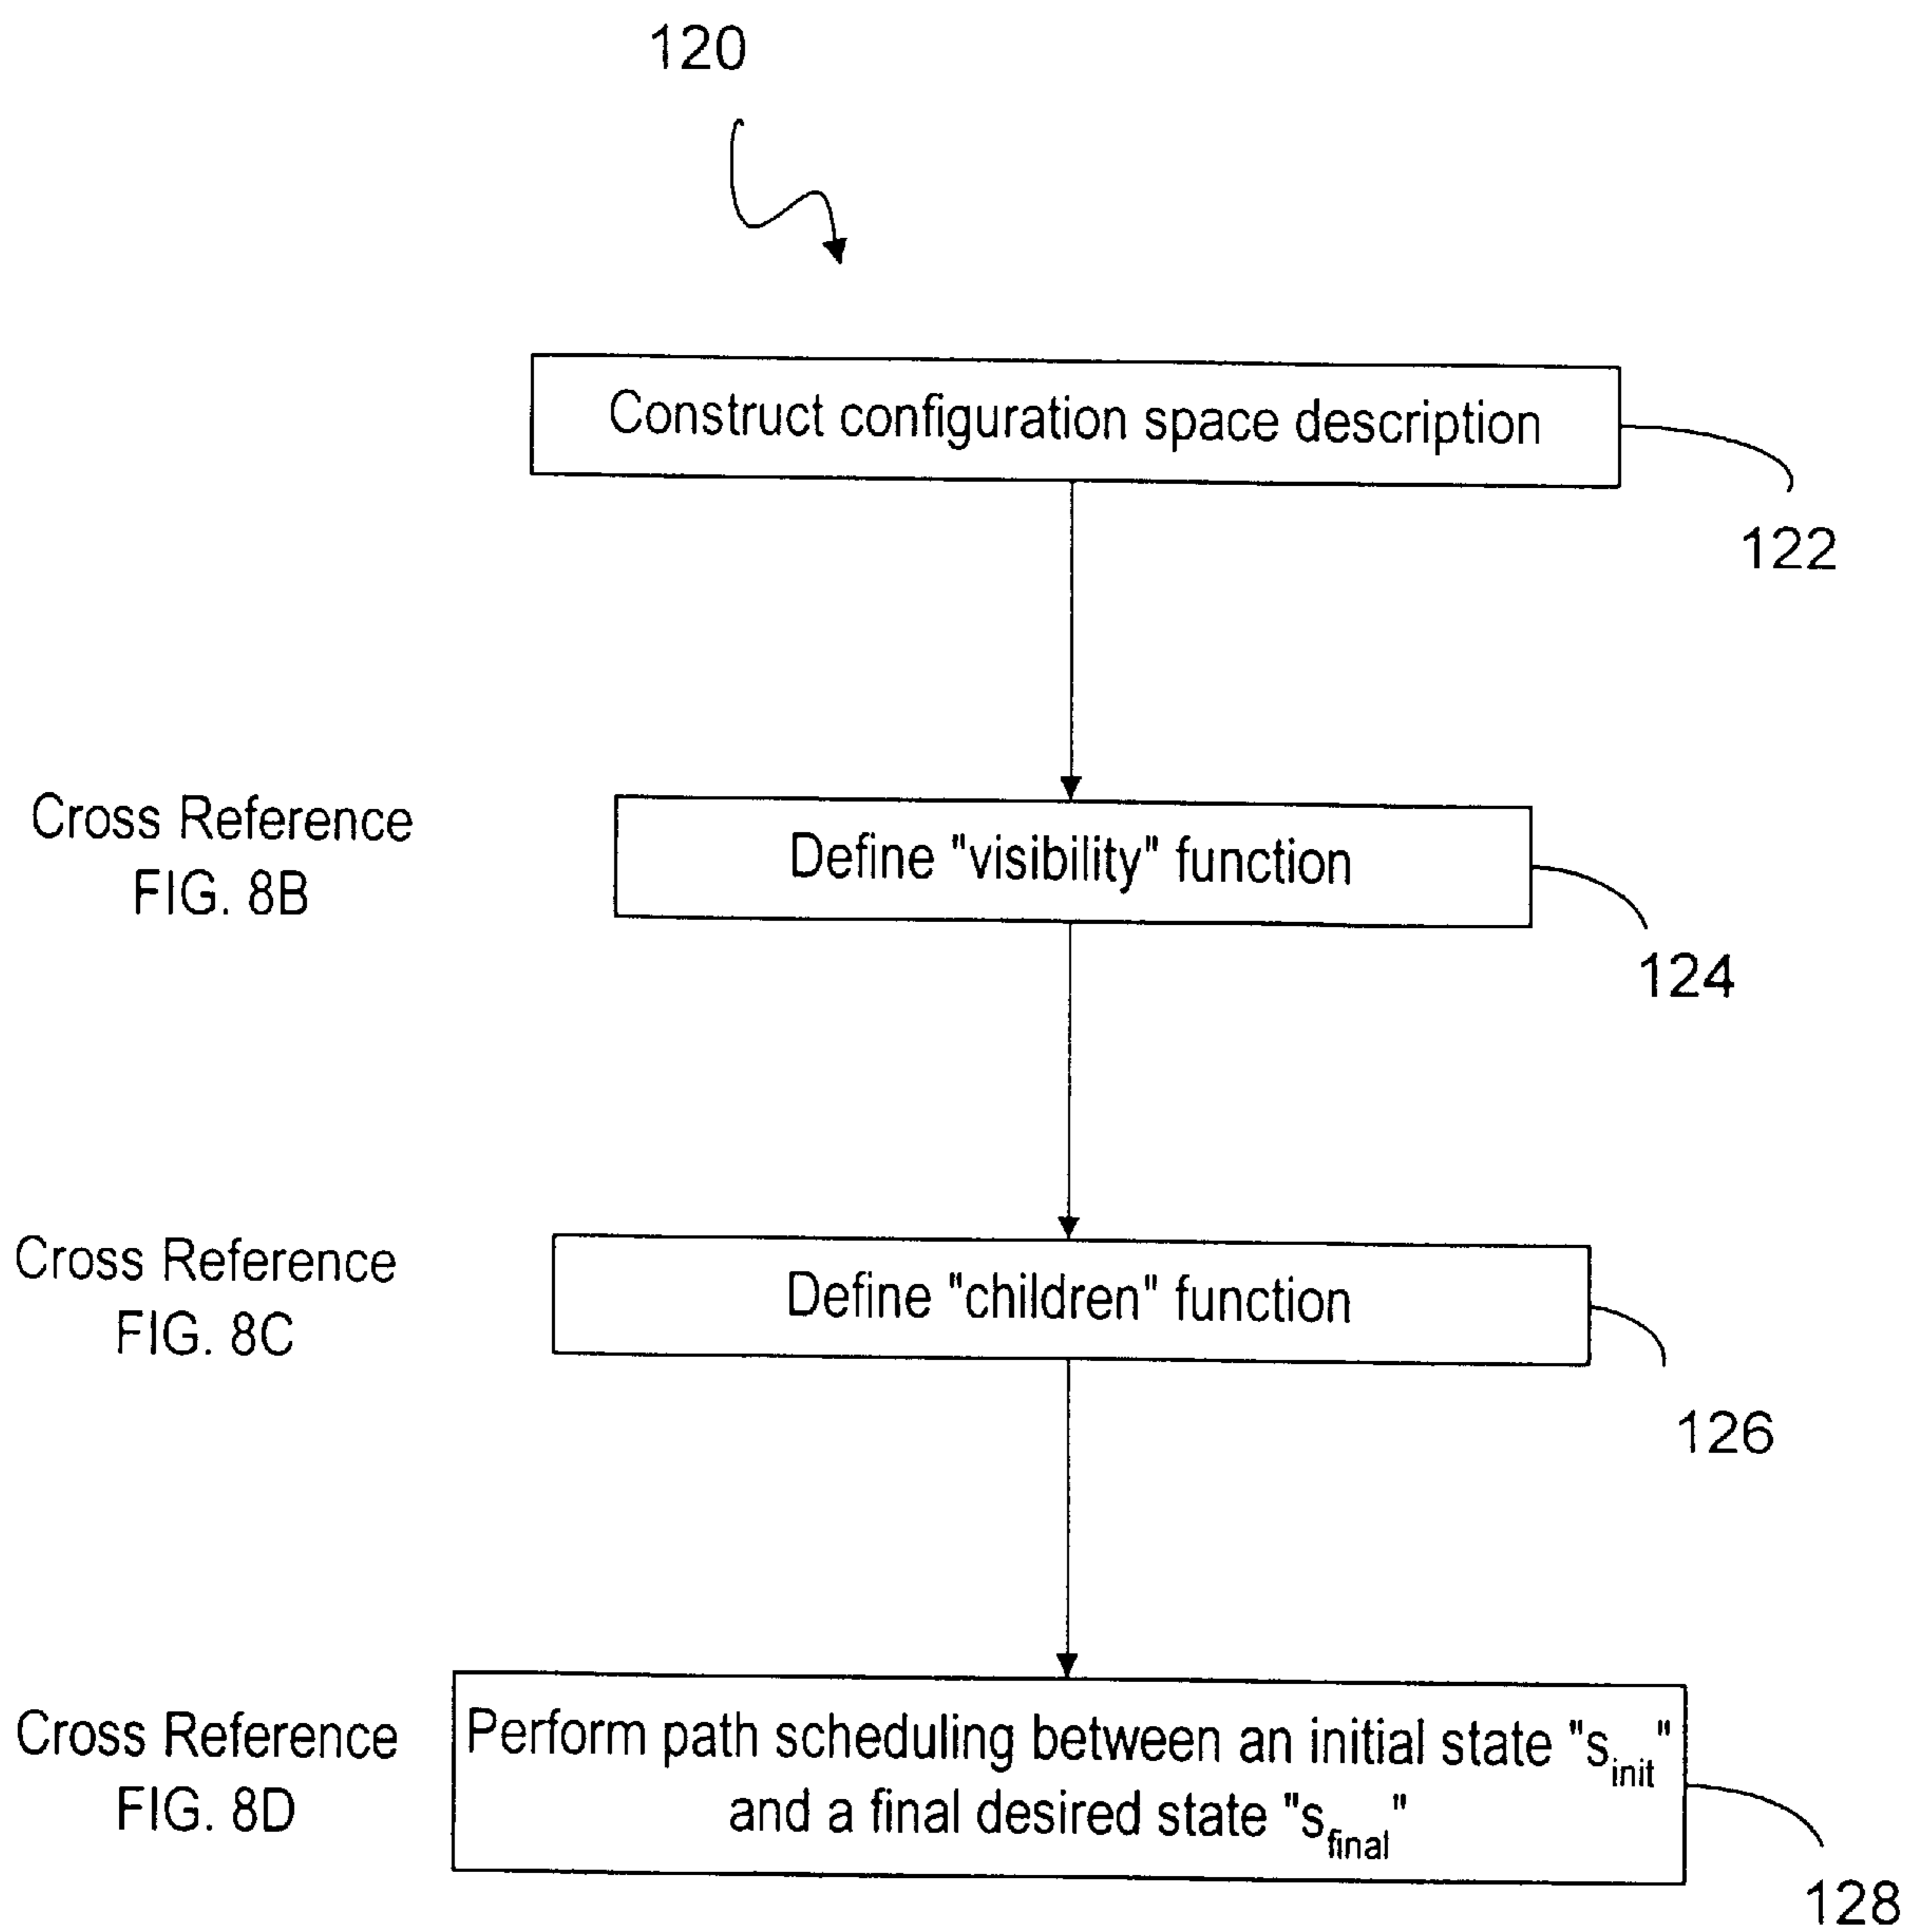 120
Construct configuration space description
122
Cross Reference
FIG. 8B
Define "visibility" function
124
Cross Reference
FIG. 8C
Define "children" function
126
Cross Reference
FIG. 8D
Perform path scheduling between an initial state "s_init"
and a final desired state "s_final"
128